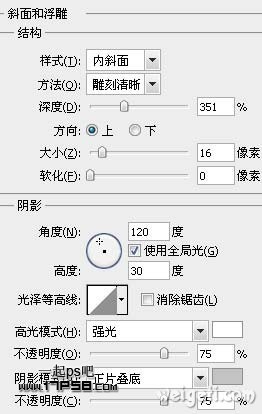 斜面和浮雕
结构
样式(T): 内斜面
方法(Q): 雕刻清晰
深度(D): 351 %
方向: 上 下
大小(Z): 16 像素
软化(F): 0 像素
阴影
角度(N): 120 度
使用全局光(G)
高度: 30 度
光泽等高线: 消除锯齿(L)
高光模式(H): 强光
不透明度(O): 75 %
阴影模式(A): 正片叠底
不透明度(C): 75 %
一起ps吧
17PSB.COM